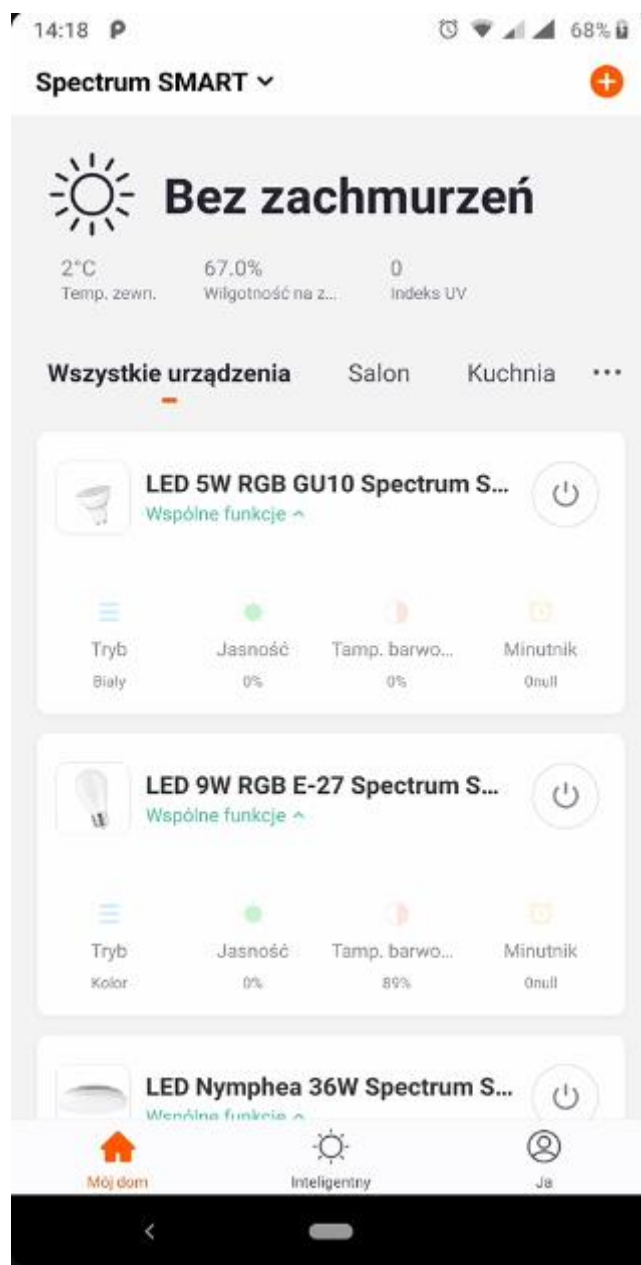 14:18 P 68%
Spectrum SMART
Bez zachmurzeń
2°C 67.0% 0
Temp. zewn. Wilgotność na z... Indeks UV
Wszystkie urządzenia Salon Kuchnia ...
LED 5W RGB GU10 Spectrum S...
Wspólne funkcje
Tryb Jasność Tamp. barwo... Minutnik
Biały 0% 0% 0null
LED 9W RGB E-27 Spectrum S...
Wspólne funkcje
Tryb Jasność Tamp. barwo... Minutnik
Kolor 0% 89% 0null
LED Nymphea 36W Spectrum S...
Wspólne funkcje
Mój dom Inteligentny Ja